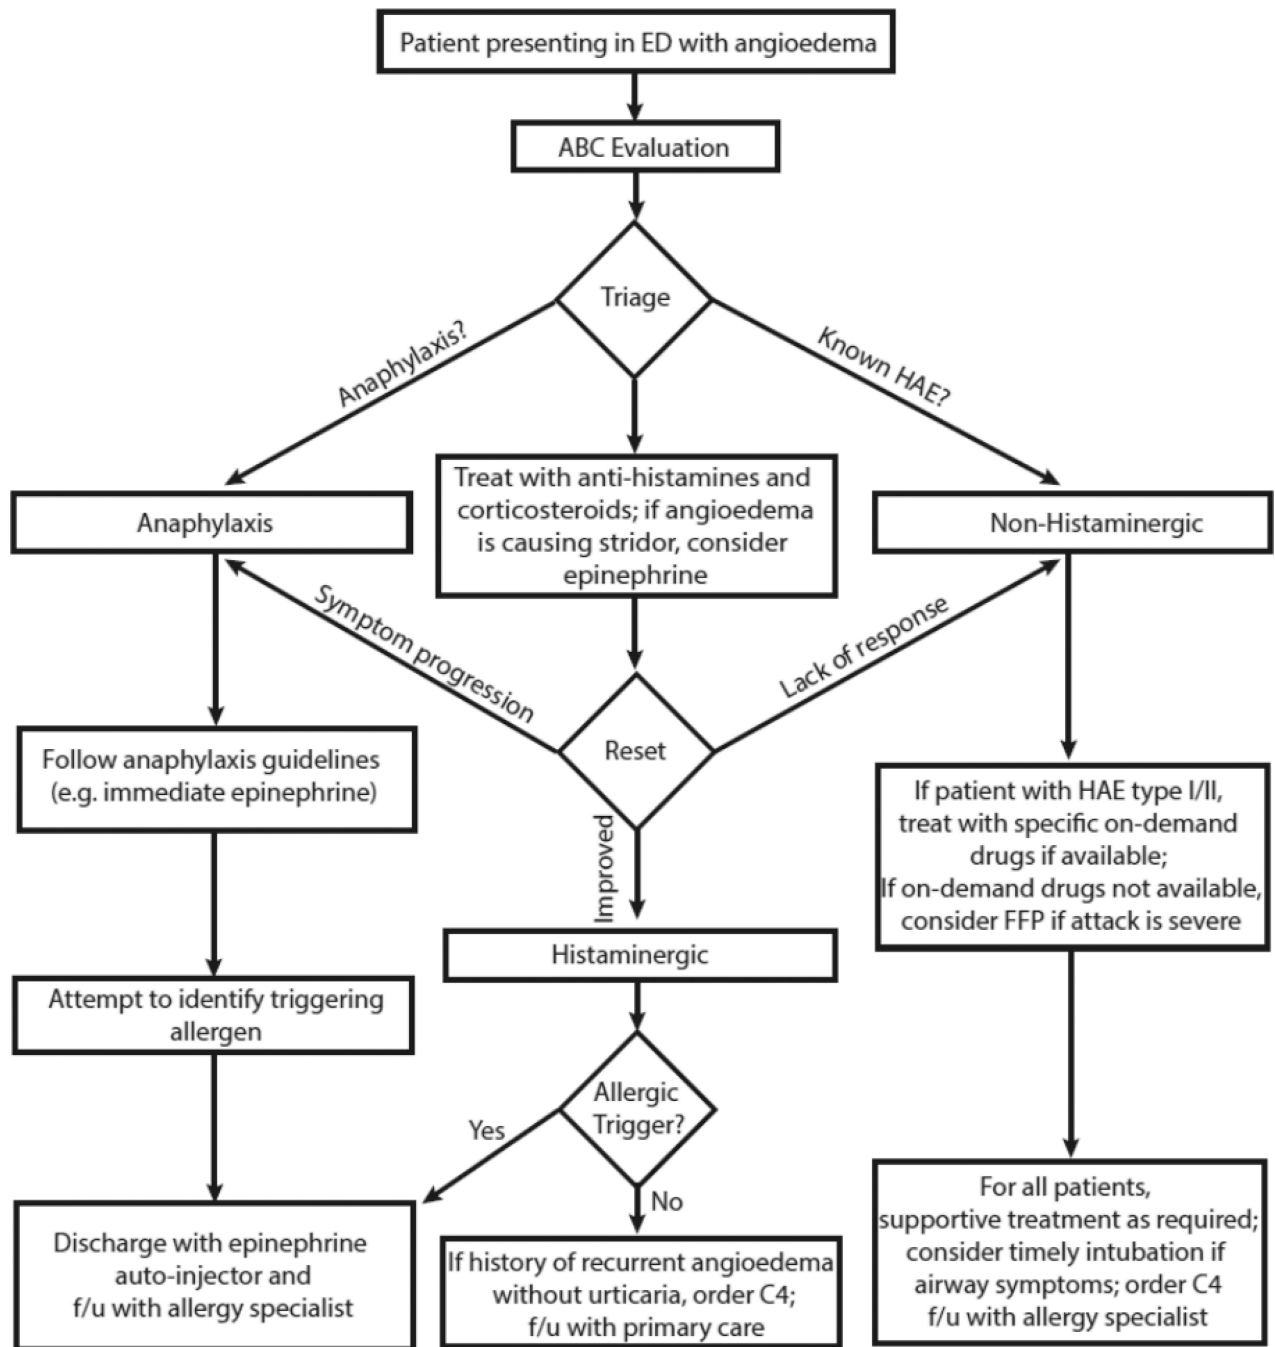 Patient presenting in ED with angioedema
ABC Evaluation
Triage
Anaphylaxis?
Known HAE?
Anaphylaxis
Treat with anti-histamines and
corticosteroids; if angioedema
is causing stridor, consider
epinephrine
Non-Histaminergic
Symptom progression
Lack of response
Reset
Follow anaphylaxis guidelines
(e.g. immediate epinephrine)
If patient with HAE type I/II,
treat with specific on-demand
drugs if available;
If on-demand drugs not available,
consider FFP if attack is severe
Improved
Histaminergic
Attempt to identify triggering
allergen
Allergic
Trigger?
Yes
No
Discharge with epinephrine
auto-injector and
f/u with allergy specialist
If history of recurrent angioedema
without urticaria, order C4;
f/u with primary care
For all patients,
supportive treatment as required;
consider timely intubation if
airway symptoms; order C4
f/u with allergy specialist